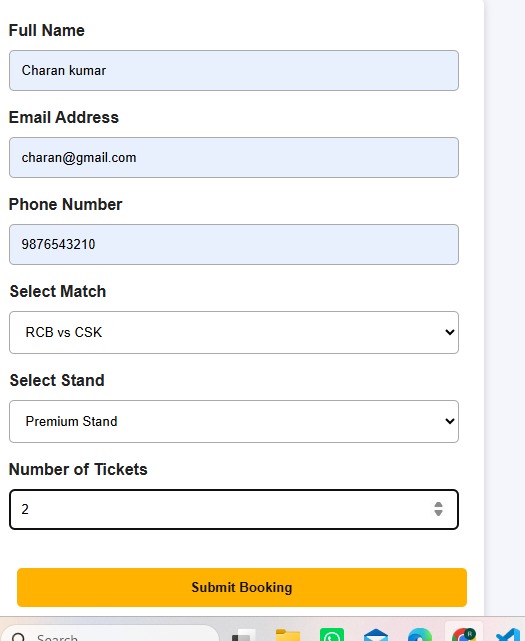 Full Name
Charan kumar
Email Address
charan@gmail.com
Phone Number
9876543210
Select Match
RCB vs CSK
Select Stand
Premium Stand
Number of Tickets
2
Submit Booking
Search